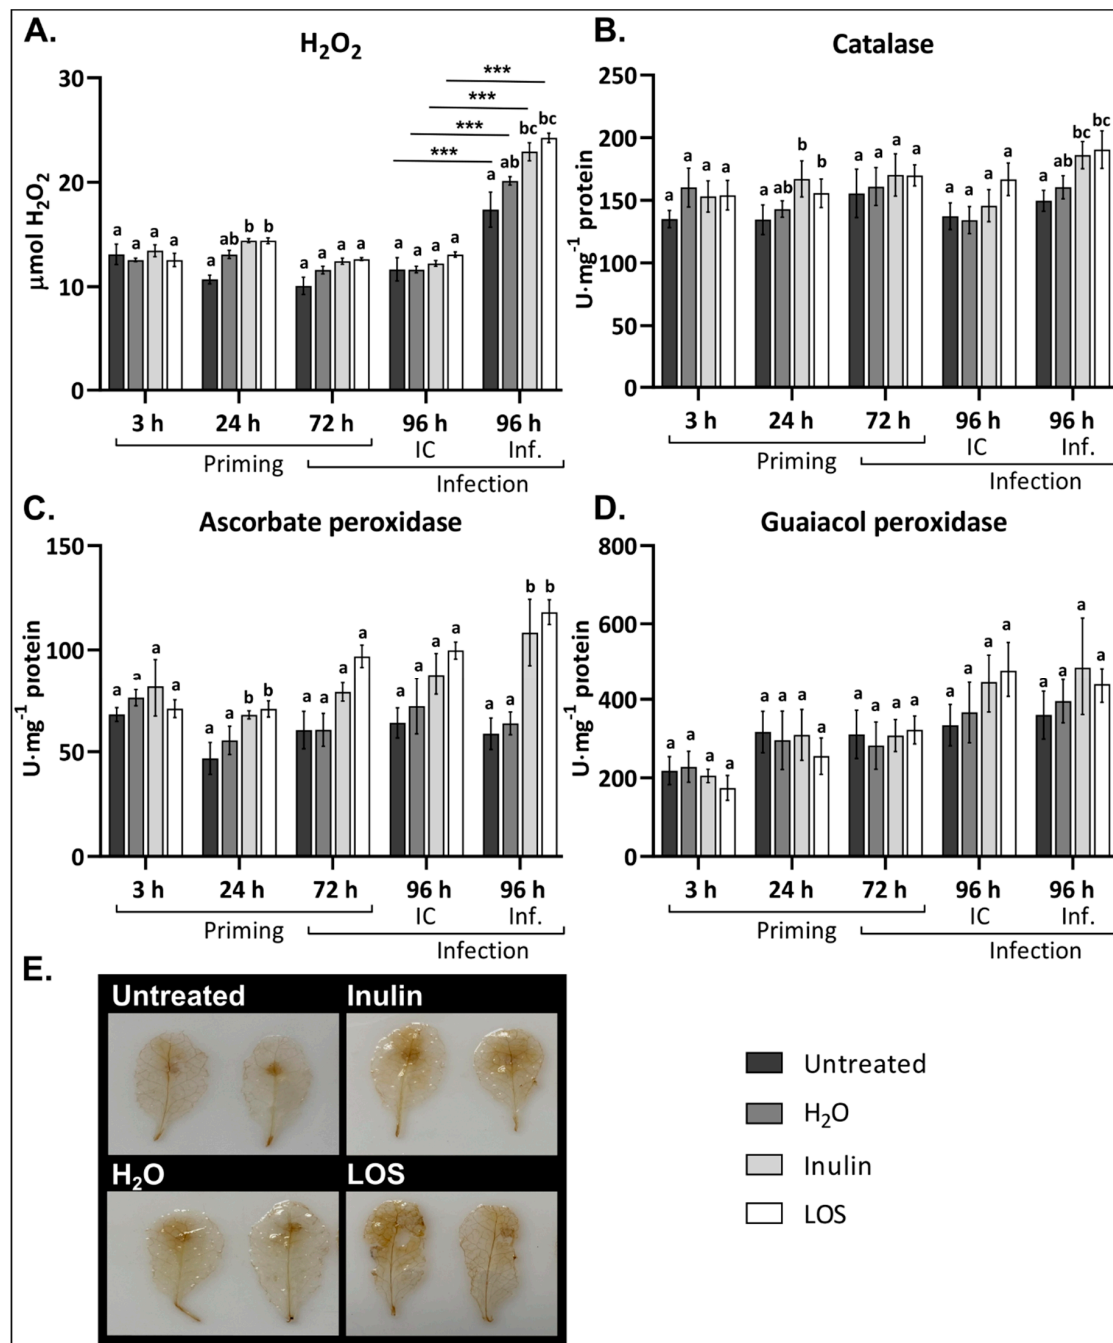 A.
H₂O₂
***
***
***
***
30
20
10
0
μmol H₂O₂
a a a a
a ab b b
a a a a
a a a a
a ab bc bc
3 h 24 h 72 h 96 h 96 h
IC Inf.
Priming
Infection
B.
Catalase
250
200
150
100
50
0
U·mg⁻¹ protein
a a a a
a ab b b
a a a a
a a a a
a ab bc bc
3 h 24 h 72 h 96 h 96 h
IC Inf.
Priming
Infection
C.
Ascorbate peroxidase
150
100
50
0
U·mg⁻¹ protein
a a a a
a a b b
a a a a
a a a a
a a b b
3 h 24 h 72 h 96 h 96 h
IC Inf.
Priming
Infection
D.
Guaiacol peroxidase
800
600
400
200
0
U·mg⁻¹ protein
a a a a
a a a a
a a a a
a a a a
a a a a
3 h 24 h 72 h 96 h 96 h
IC Inf.
Priming
Infection
E.
Untreated Inulin
H₂O LOS
Untreated
H₂O
Inulin
LOS